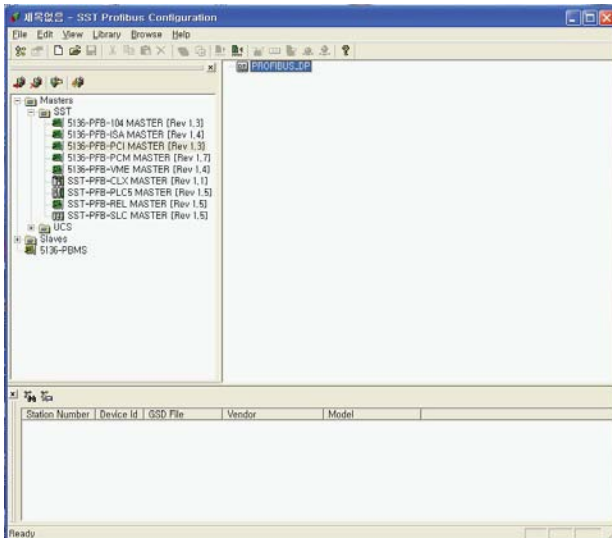 제목없음 - SST Profibus Configuration
File Edit View Library Browse Help
PROFIBUS_DP
Masters
SST
5136-PFB-104 MASTER [Rev 1,3]
5136-PFB-ISA MASTER [Rev 1,4]
5136-PFB-PCI MASTER [Rev 1,3]
5136-PFB-PCM MASTER [Rev 1,7]
5136-PFB-VME MASTER [Rev 1,4]
SST-PFB-CLX MASTER [Rev 1,1]
SST-PFB-PLC5 MASTER [Rev 1,5]
SST-PFB-REL MASTER [Rev 1,5]
SST-PFB-SLC MASTER [Rev 1,5]
UCS
Slaves
5136-PBMS
Station Number Device Id GSD File Vendor Model
Ready